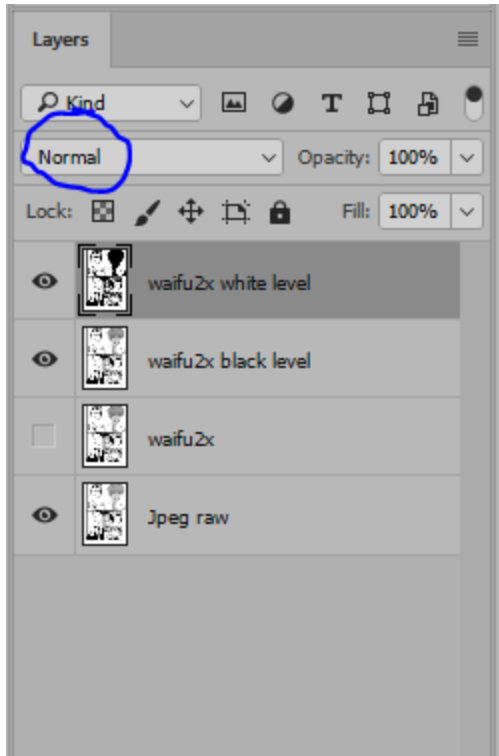 Layers
Kind
Normal Opacity: 100%
Lock: Fill: 100%
waifu2x white level
waifu2x black level
waifu2x
Jpeg raw